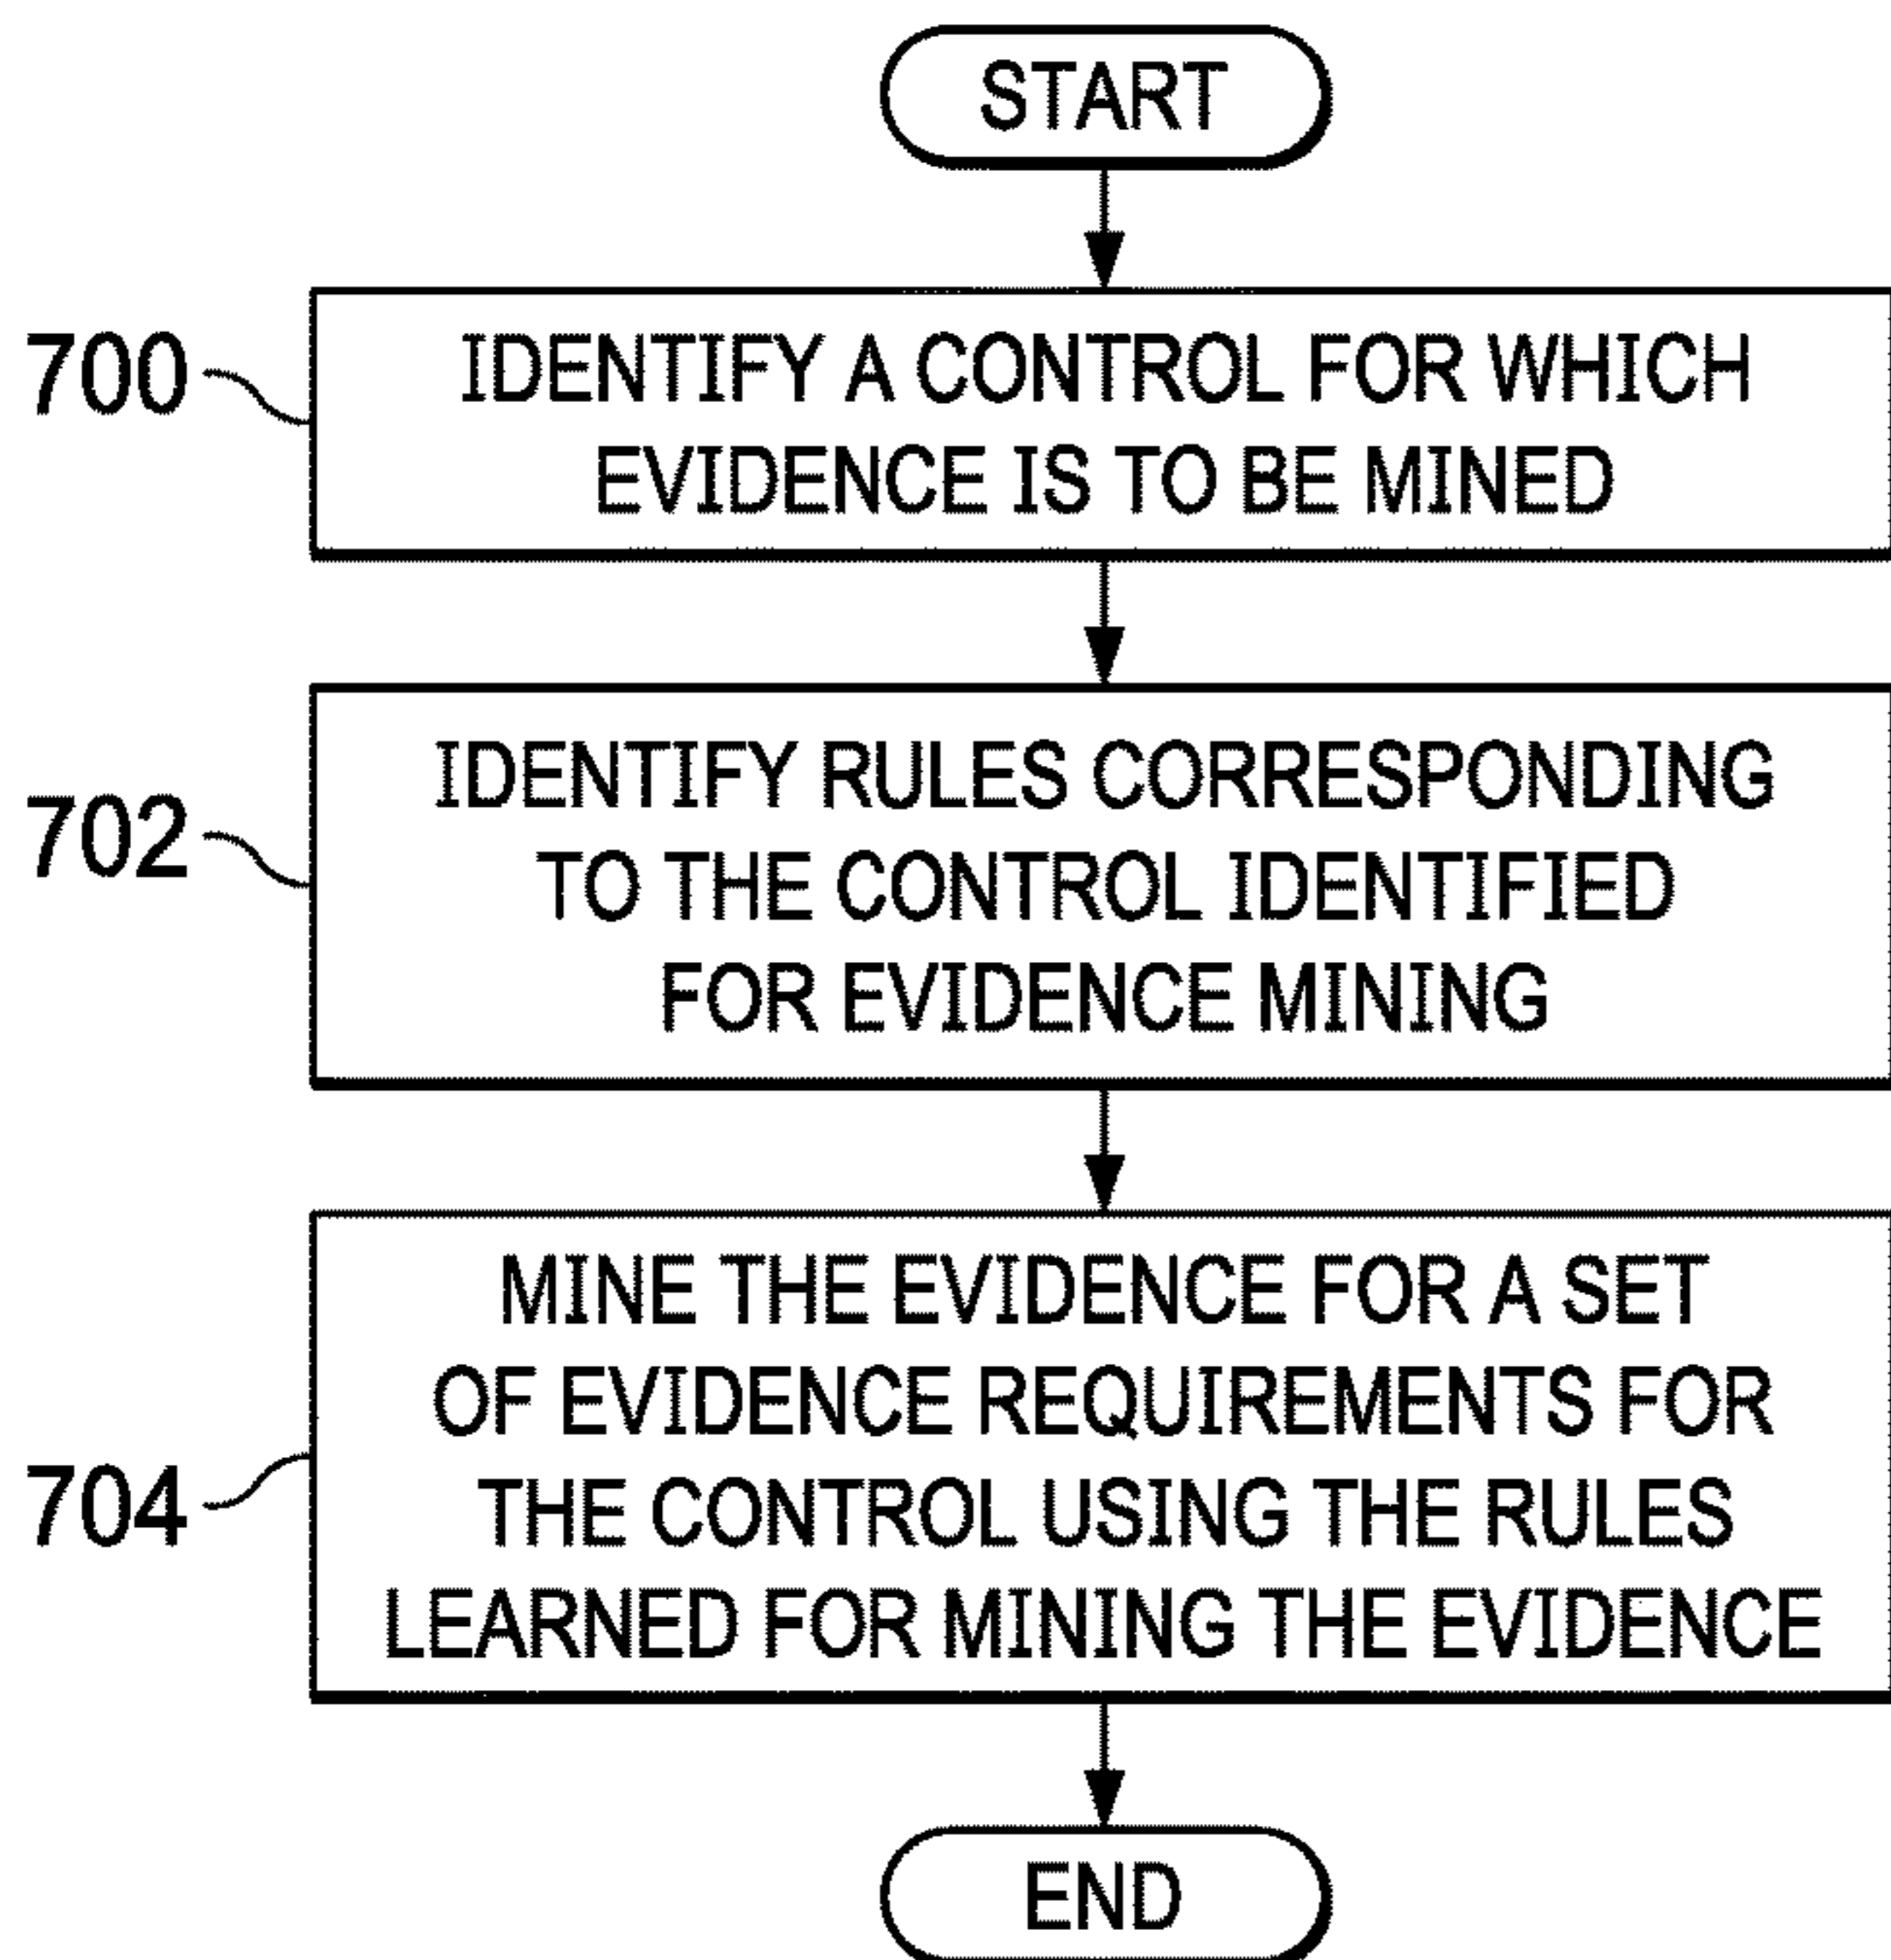 START
700
IDENTIFY A CONTROL FOR WHICH
EVIDENCE IS TO BE MINED
702
IDENTIFY RULES CORRESPONDING
TO THE CONTROL IDENTIFIED
FOR EVIDENCE MINING
704
MINE THE EVIDENCE FOR A SET
OF EVIDENCE REQUIREMENTS FOR
THE CONTROL USING THE RULES
LEARNED FOR MINING THE EVIDENCE
END